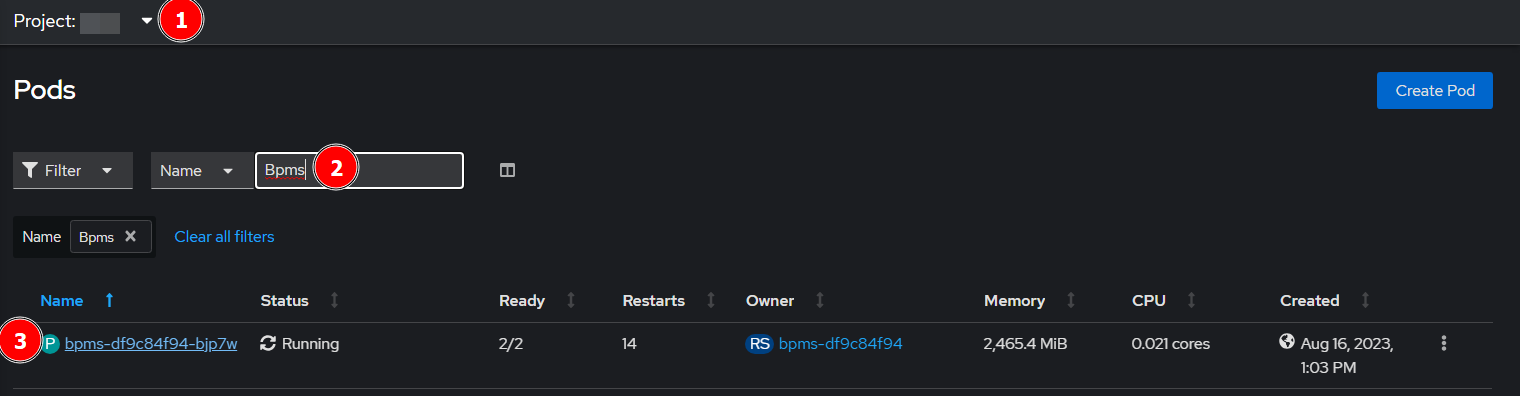 Project: 1
Pods
Create Pod
Filter Name Bpms 2
Name Bpms Clear all filters
Name Status Ready Restarts Owner Memory CPU Created
3 P bpms-df9c84f94-bjp7w Running 2/2 14 RS bpms-df9c84f94 2,465.4 MiB 0.021 cores Aug 16, 2023,
1:03 PM